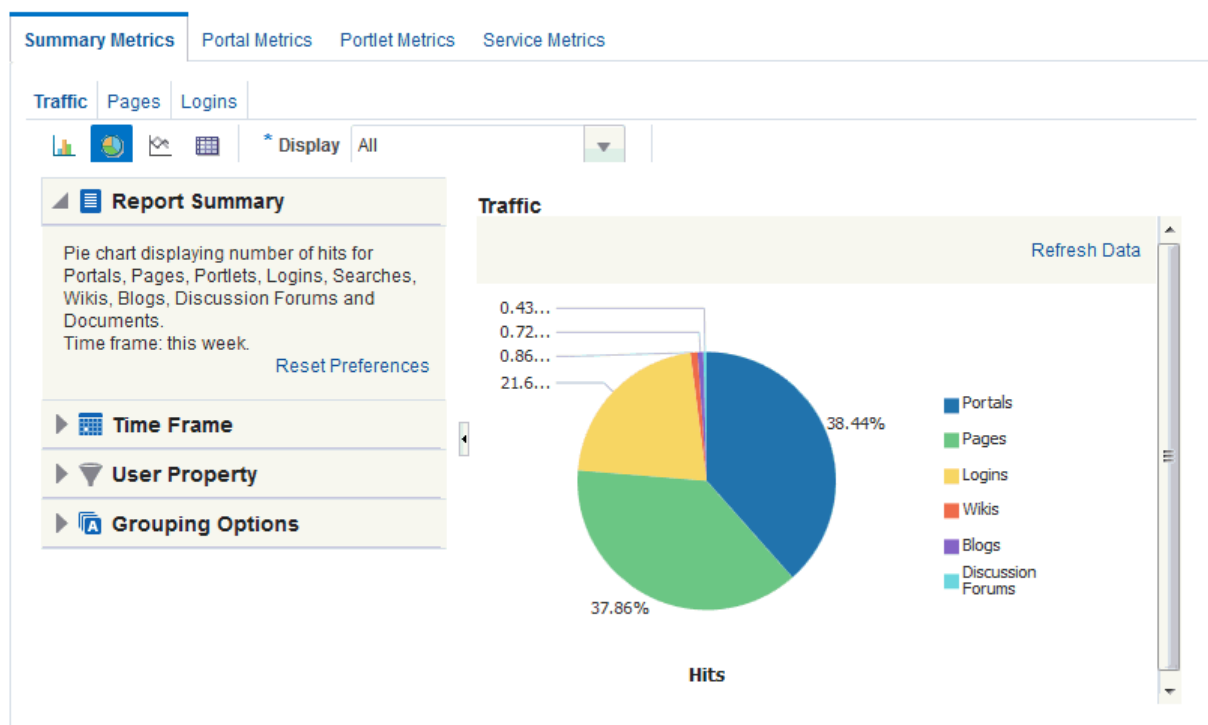 Summary Metrics Portal Metrics Portlet Metrics Service Metrics
Traffic Pages Logins
* Display All
Report Summary
Pie chart displaying number of hits for
Portals, Pages, Portlets, Logins, Searches,
Wikis, Blogs, Discussion Forums and
Documents.
Time frame: this week.
Reset Preferences
Time Frame
User Property
A Grouping Options
Traffic
Refresh Data
0.43...
0.72...
0.86...
21.6...
38.44%
37.86%
Portals
Pages
Logins
Wikis
Blogs
Discussion
Forums
Hits